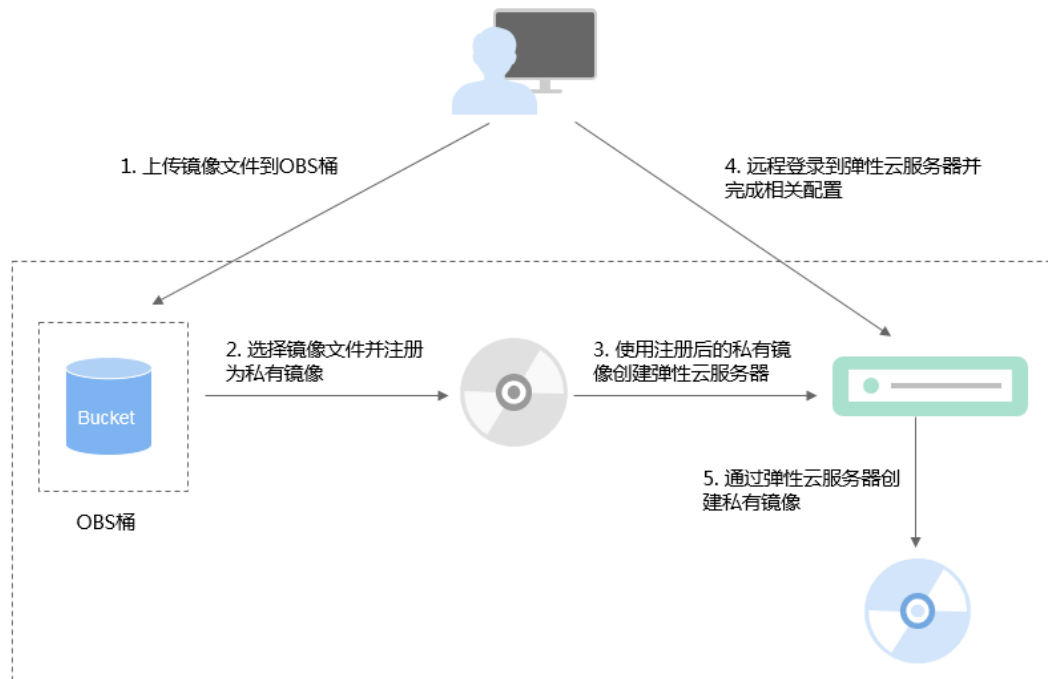 1. 上传镜像文件到OBS桶
4. 远程登录到弹性云服务器并
完成相关配置
2. 选择镜像文件并注册
为私有镜像
3. 使用注册后的私有镜
像创建弹性云服务器
Bucket
OBS桶
5. 通过弹性云服务器创
建私有镜像